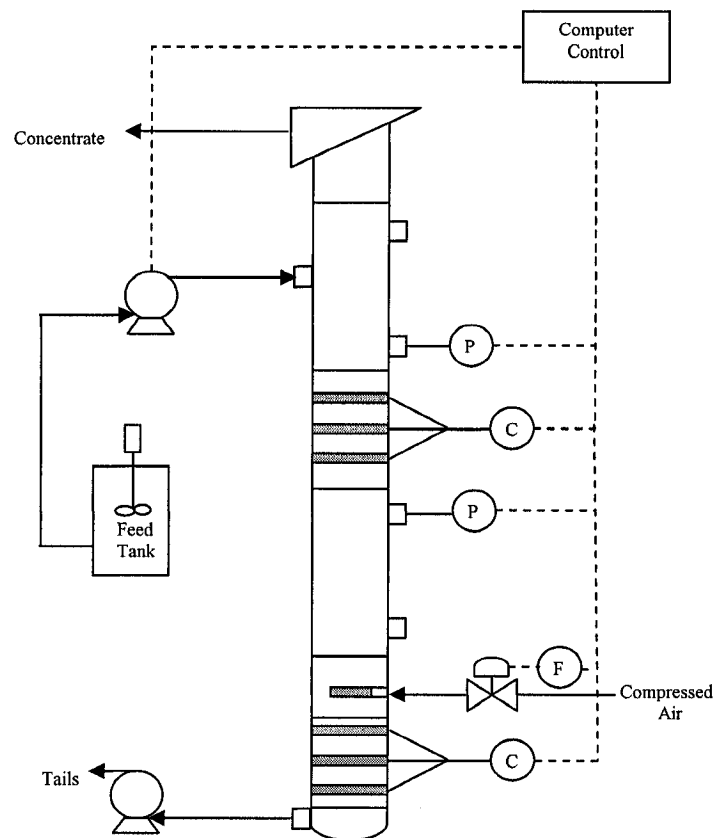 Computer
Control
Concentrate
P
C
Feed
Tank
P
F
Compressed
Air
Tails
C